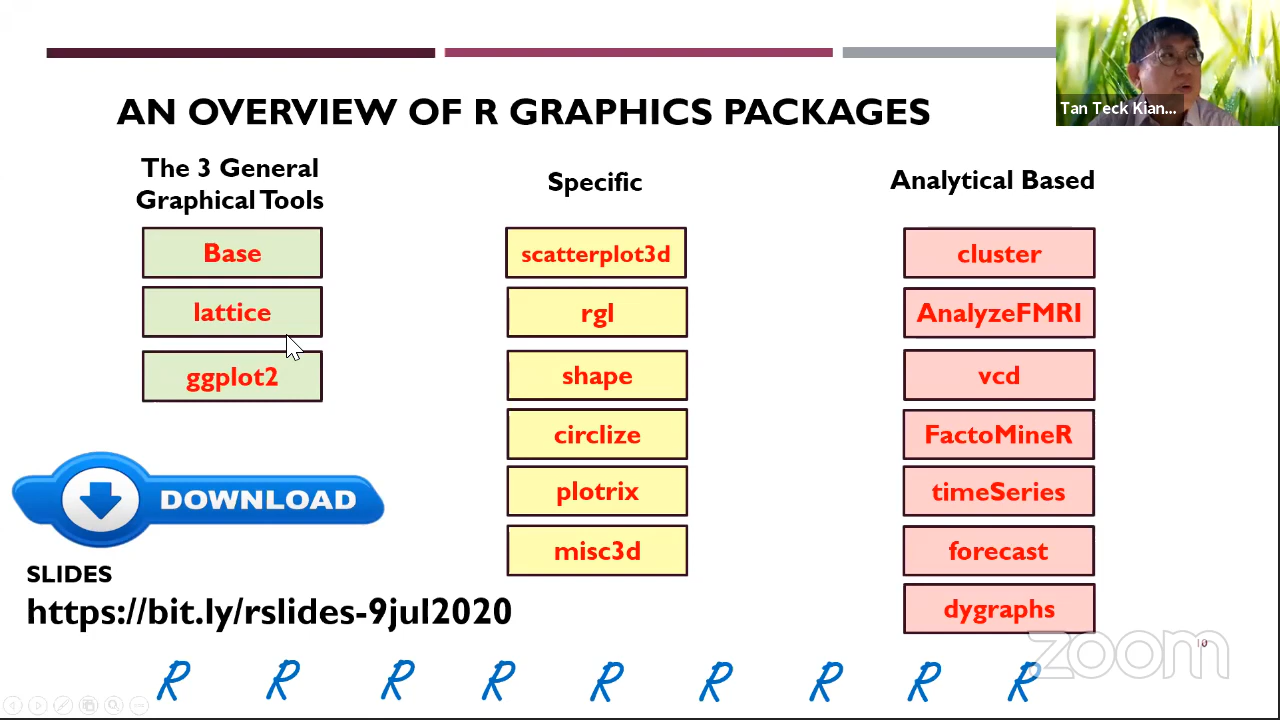 Tan Teck Kian...
AN OVERVIEW OF R GRAPHICS PACKAGES
The 3 General
Graphical Tools
Base
lattice
ggplot2
Specific
scatterplot3d
rgl
shape
circlize
plotrix
misc3d
Analytical Based
cluster
AnalyzeFMRI
vcd
FactoMineR
timeSeries
forecast
dygraphs
DOWNLOAD
SLIDES
https://bit.ly/rslides-9jul2020
R R R R R R R R R
zoom
10